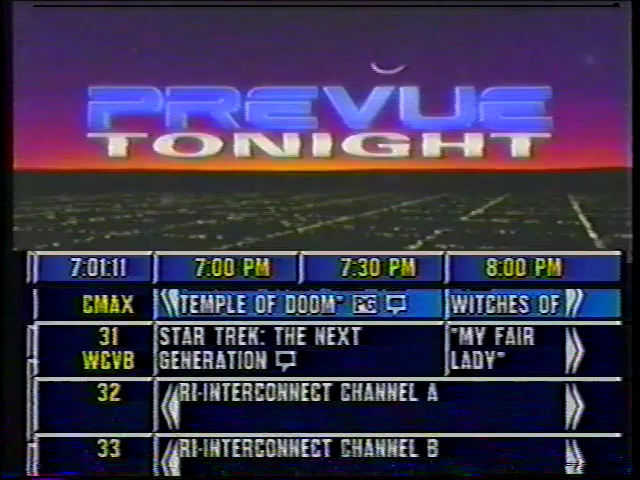 PREVUE
TONIGHT
7:01:11 7:00 PM 7:30 PM 8:00 PM
CMAX TEMPLE OF DOOM" PG WITCHES OF
31 STAR TREK: THE NEXT "MY FAIR
WCVB GENERATION LADY"
32 RI-INTERCONNECT CHANNEL A
33 RI-INTERCONNECT CHANNEL B